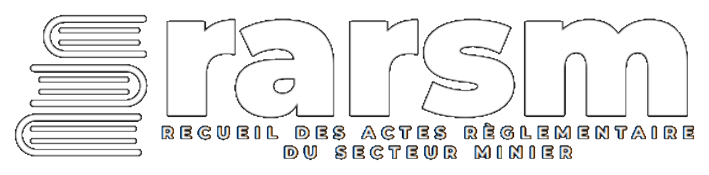 rarsm
RECUEIL DES ACTES RÈGLEMENTAIRE
DU SECTEUR MINIER